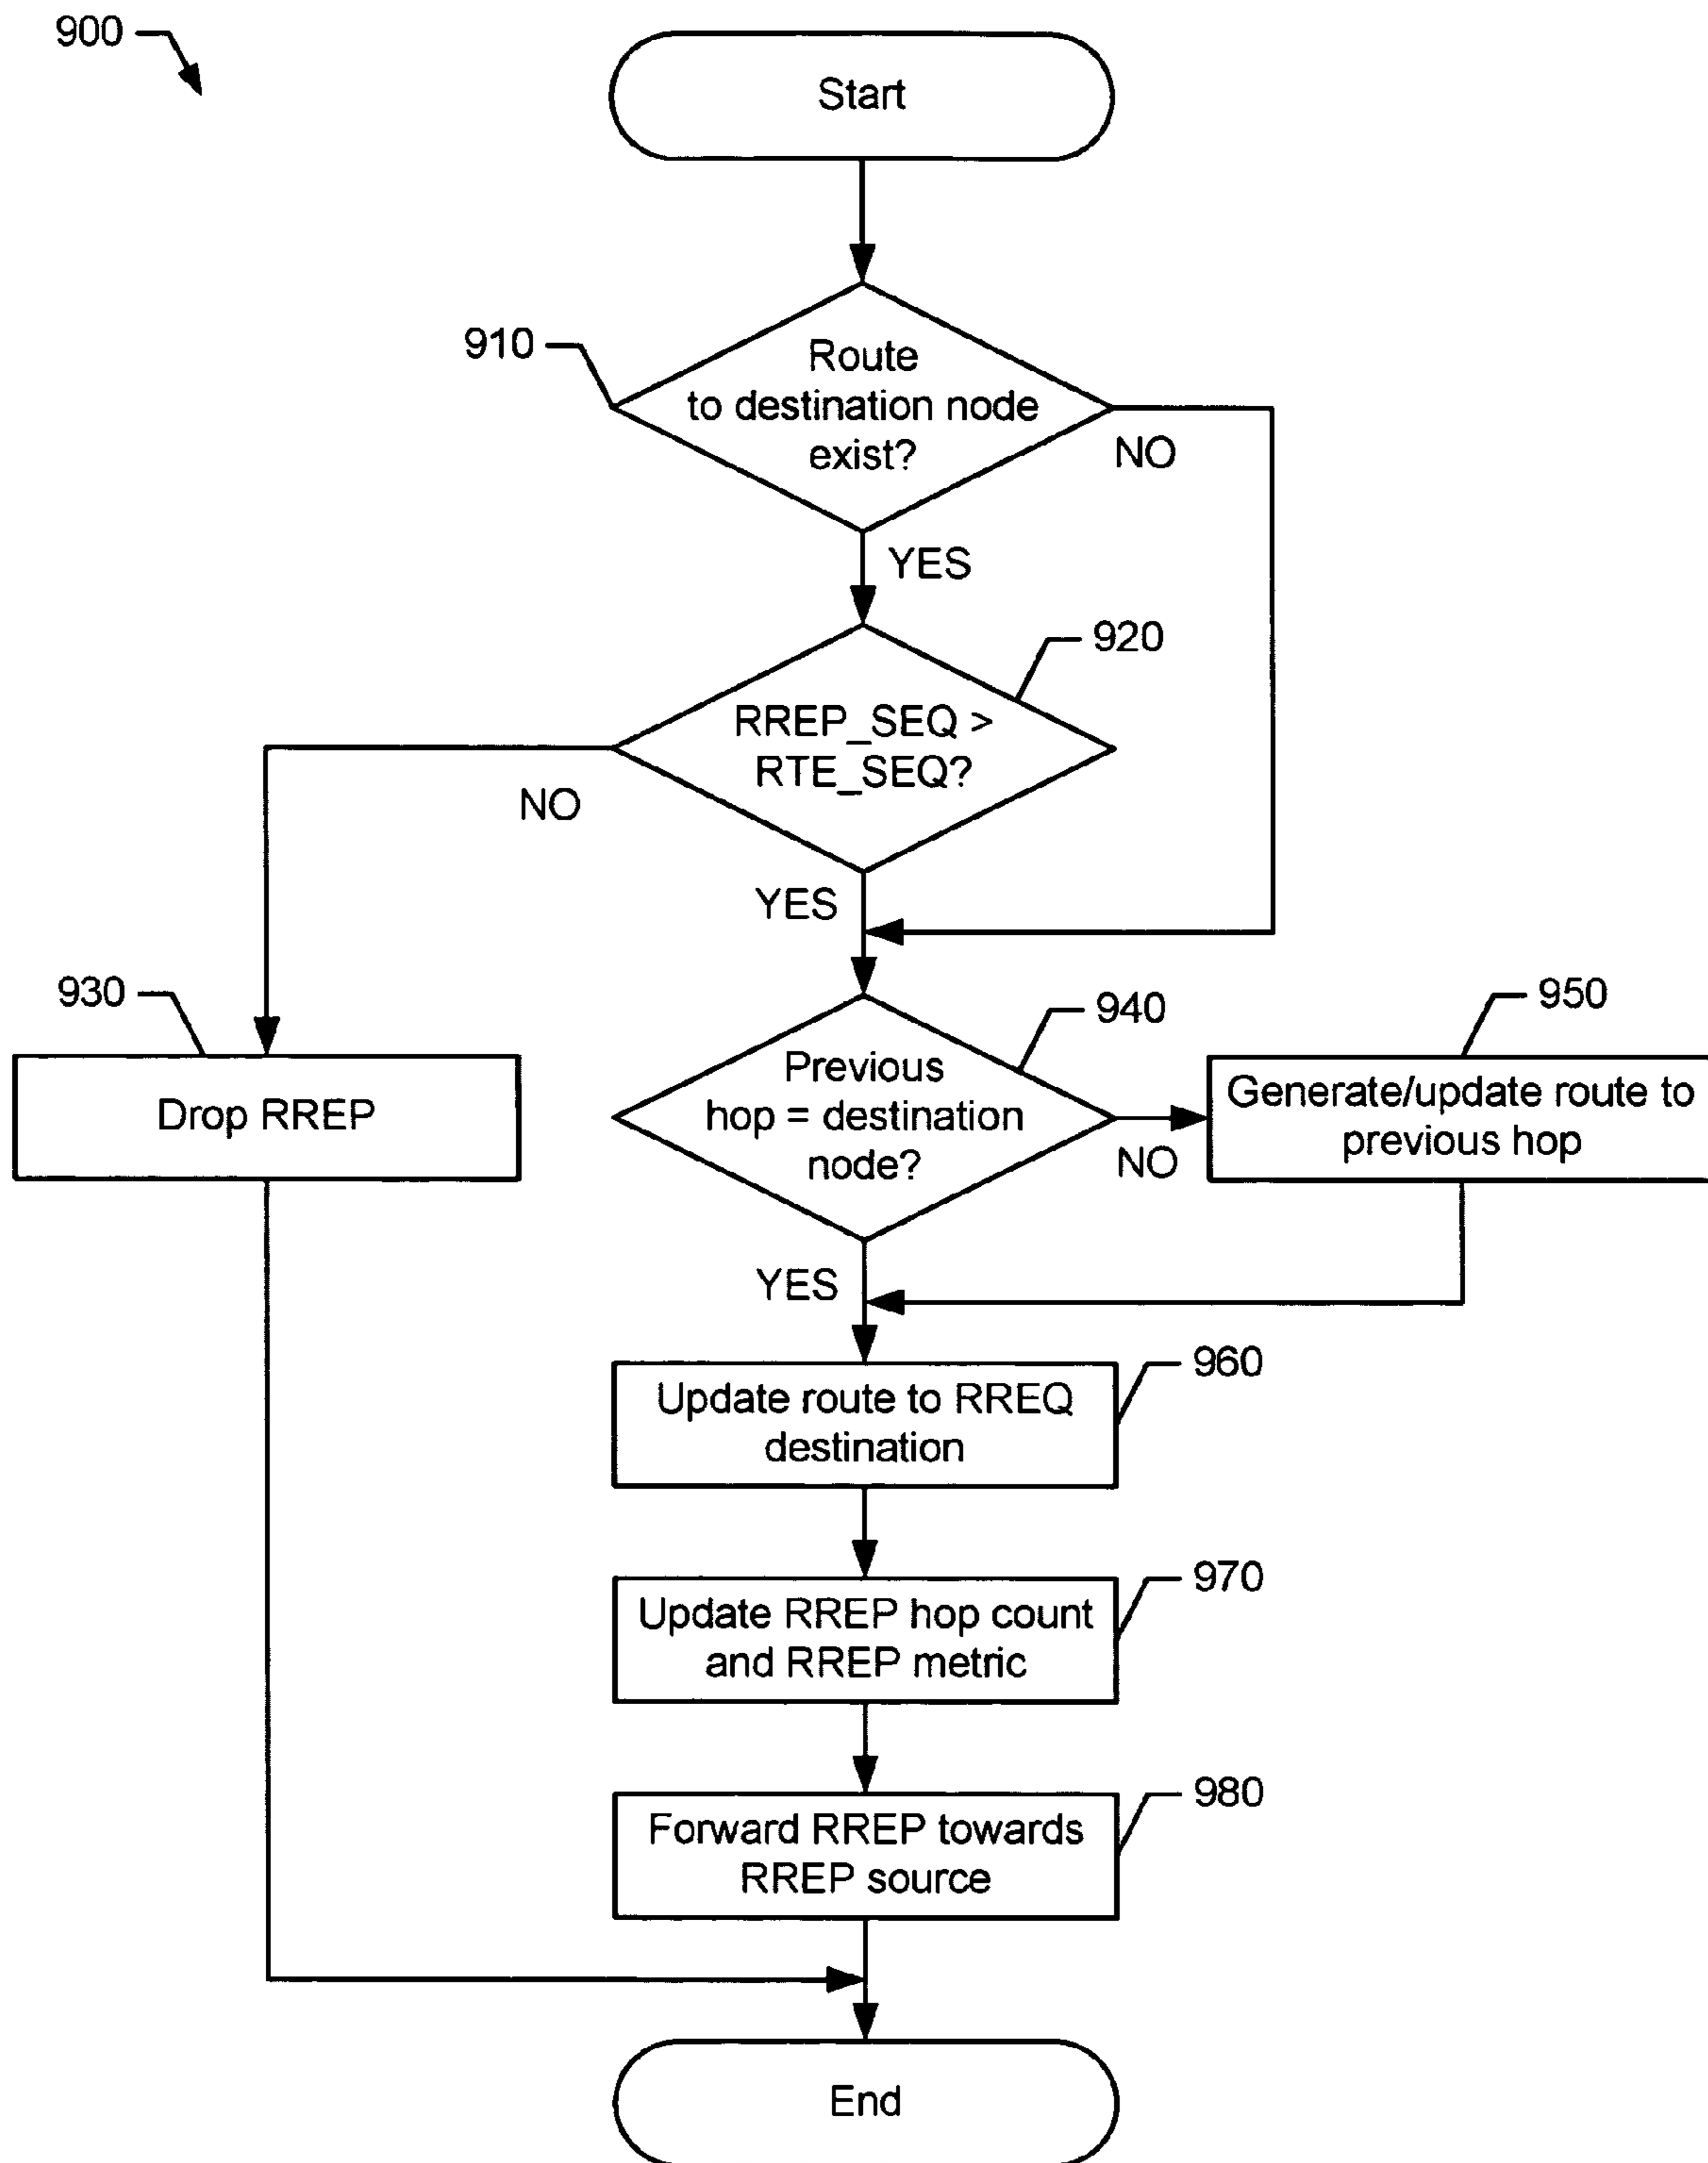 900
Start
910
Route
to destination node
exist?
NO
YES
920
RREP_SEQ >
RTE_SEQ?
NO
YES
930
Drop RREP
940
Previous
hop = destination
node?
NO
950
Generate/update route to
previous hop
YES
960
Update route to RREQ
destination
970
Update RREP hop count
and RREP metric
980
Forward RREP towards
RREP source
End